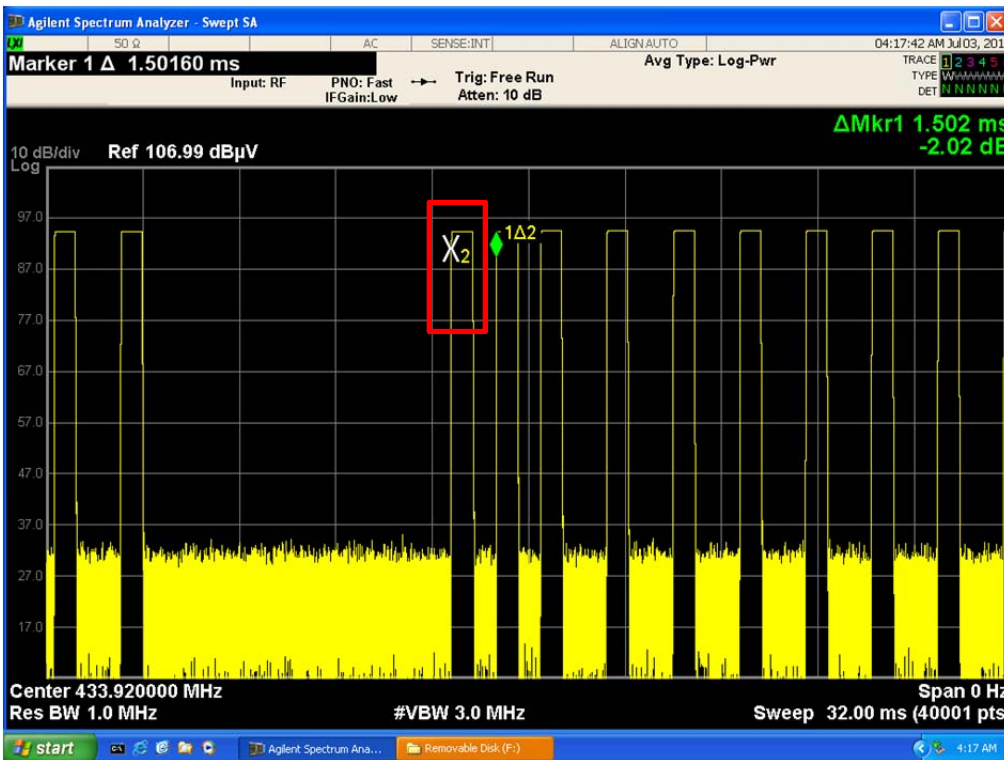 Agilent Spectrum Analyzer - Swept SA
LXI 50 Ω AC SENSE:INT ALIGN AUTO 04:17:42 AM Jul 03, 201
Marker 1 Δ 1.50160 ms
Input: RF PNO: Fast IFGain:Low
Trig: Free Run
Atten: 10 dB
Avg Type: Log-Pwr
TRACE 1 2 3 4 5
TYPE
DET N N N N N
ΔMkr1 1.502 ms
-2.02 dB
10 dB/div Ref 106.99 dBµV
Log
97.0
X2 1Δ2
87.0
77.0
67.0
57.0
47.0
37.0
27.0
17.0
Center 433.920000 MHz Span 0 Hz
Res BW 1.0 MHz #VBW 3.0 MHz Sweep 32.00 ms (40001 pts
start Agilent Spectrum Ana... Removable Disk (F:) 4:17 AM